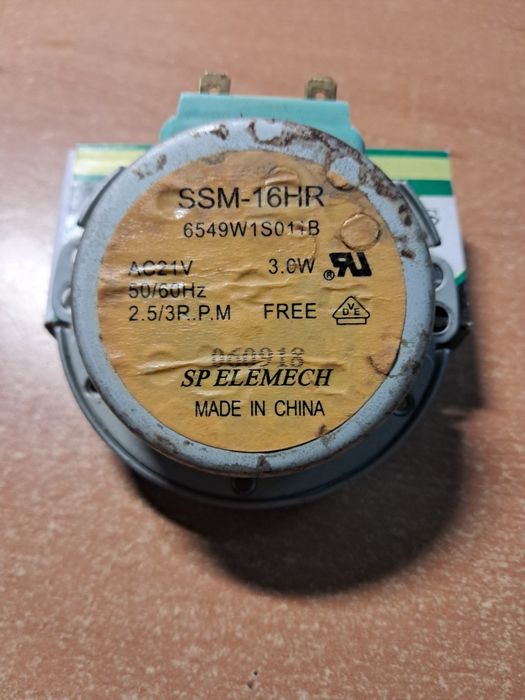 SSM-16HR
6549W1S011B
AC21V 3.0W
50/60Hz
2.5/3R.P.M FREE
060918
SP ELEMECH
MADE IN CHINA